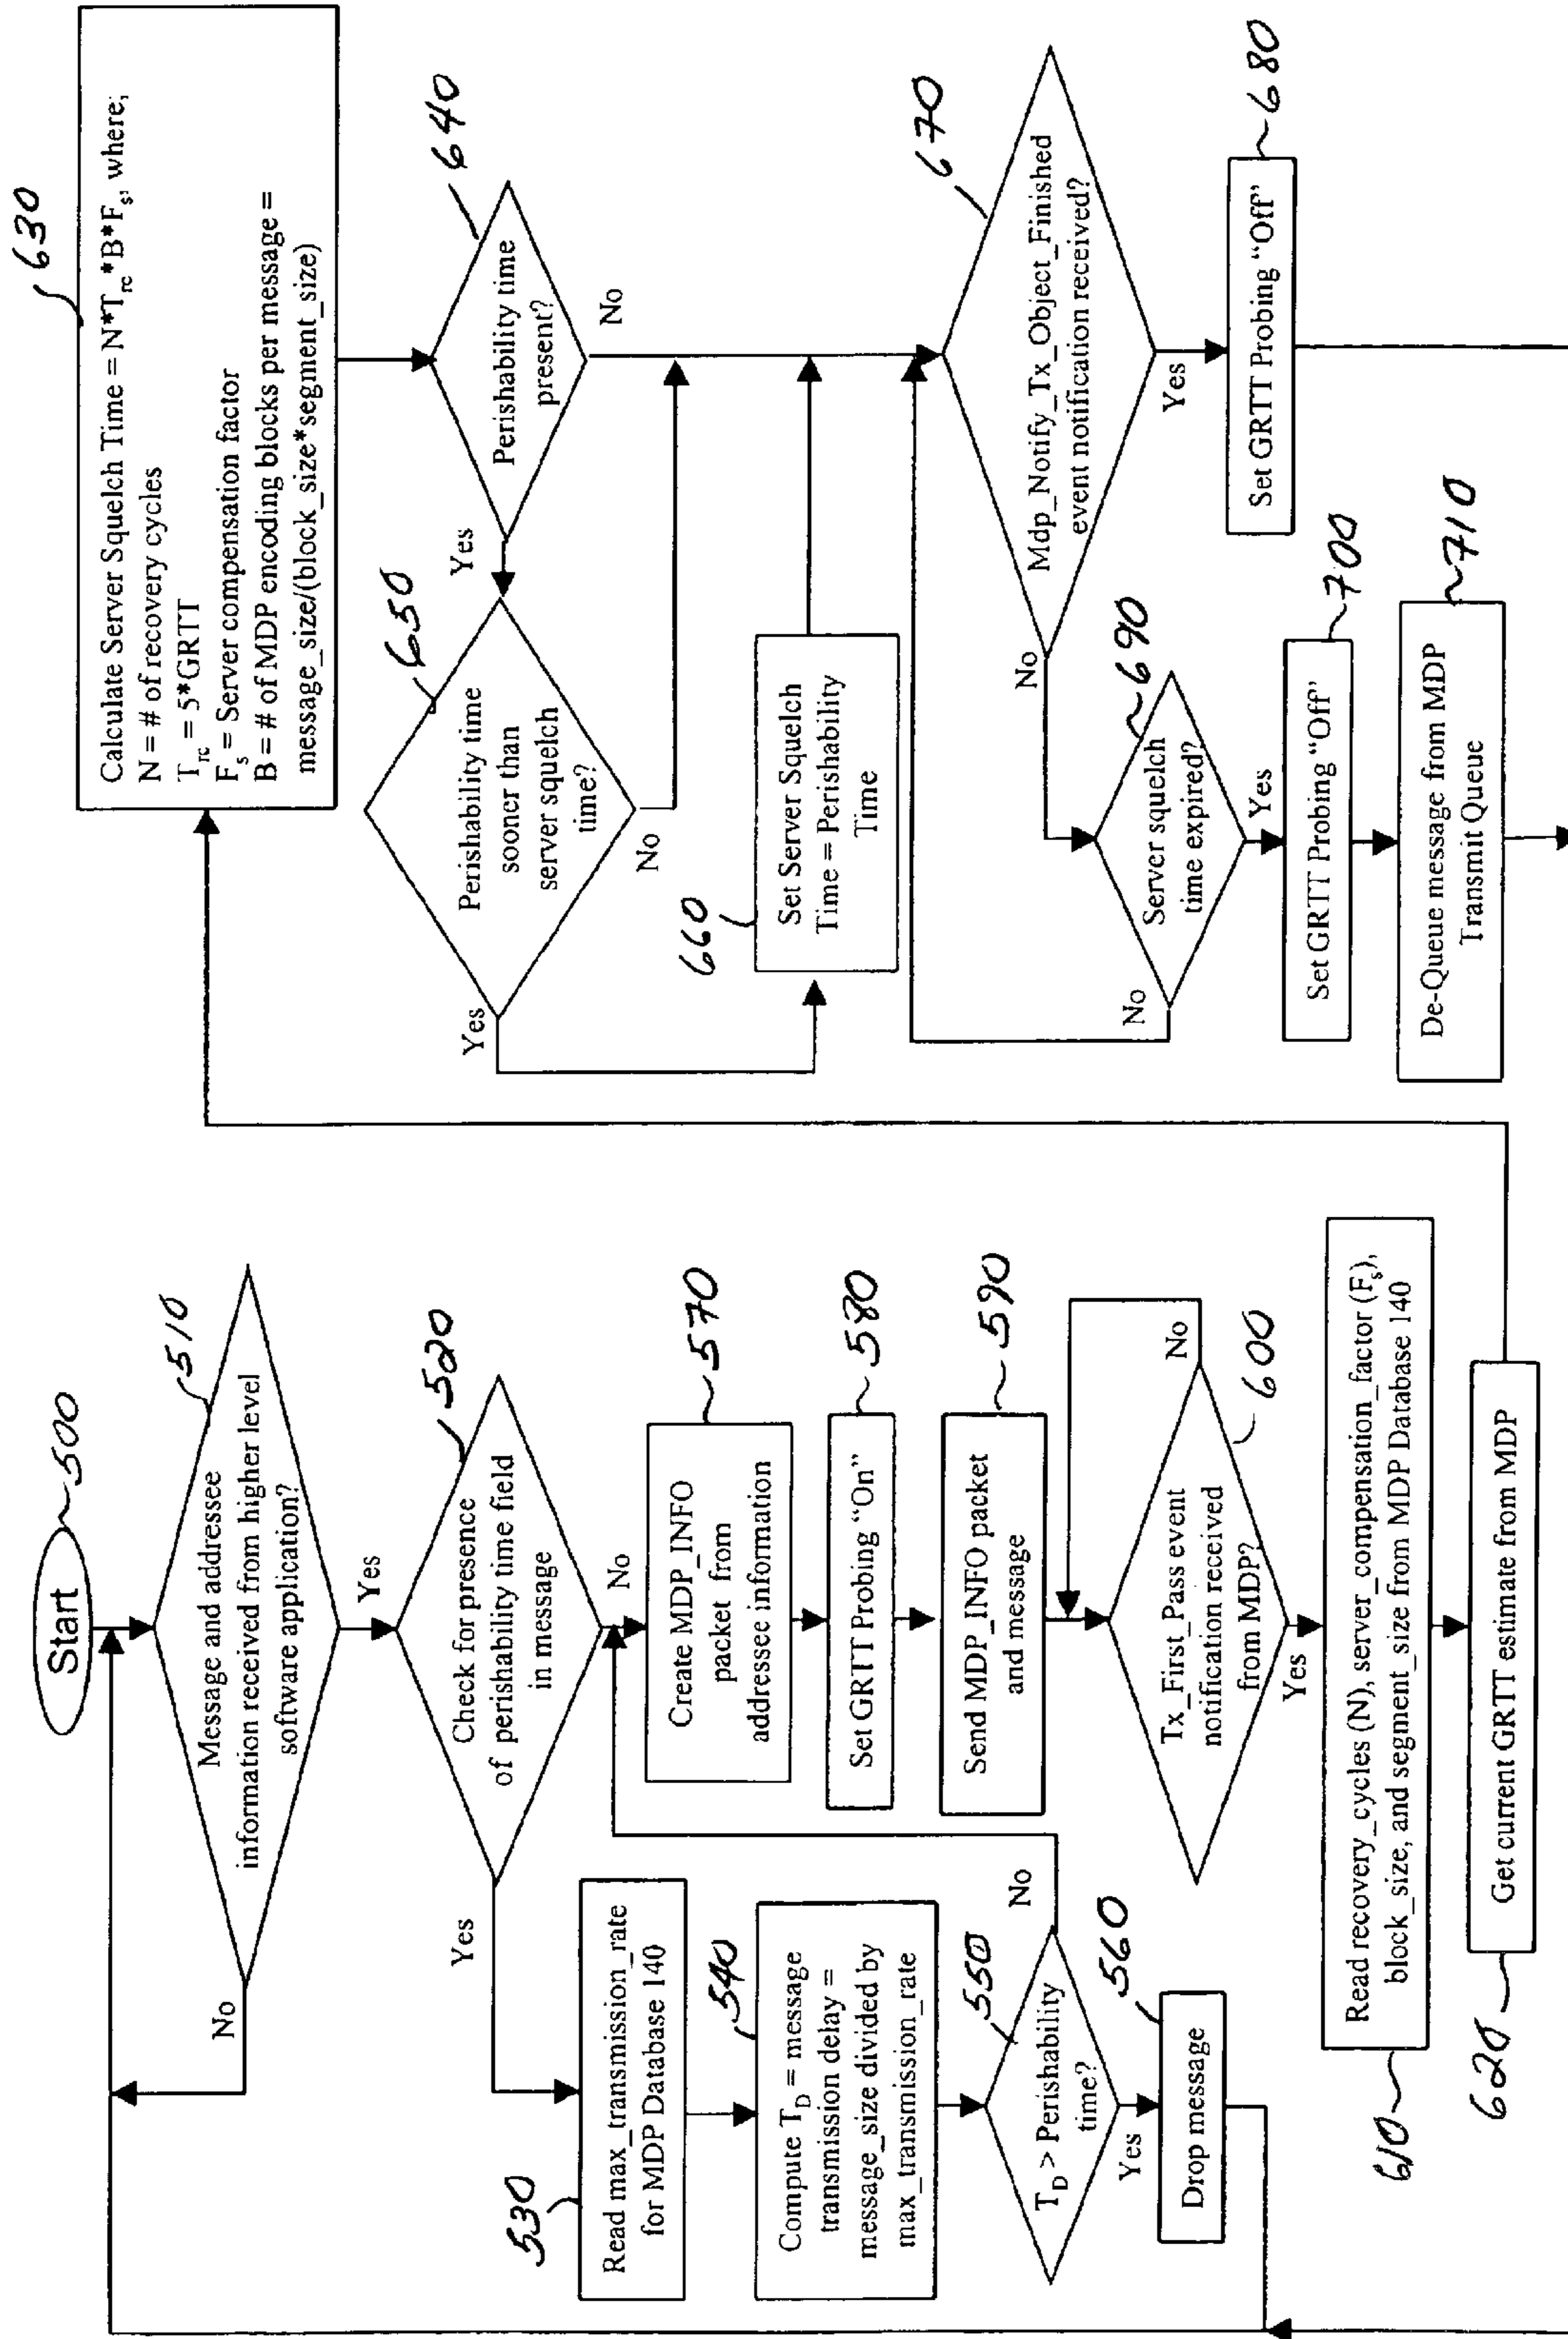 Start
500
Message and addressee
information received from higher level
software application?
510
No
Yes
Check for presence
of perishability time field
in message
520
Yes
No
Read max_transmission_rate
for MDP Database 140
530
Compute T_D = message
transmission delay =
message_size divided by
max_transmission_rate
540
T_D > Perishability
time?
550
No
Yes
Drop message
560
Create MDP_INFO
packet from
addressee information
570
Set GRTT Probing “On”
580
Send MDP_INFO packet
and message
590
Tx_First_Pass event
notification received
from MDP?
600
No
Yes
Read recovery_cycles (N), server_compensation_factor (F_s),
block_size, and segment_size from MDP Database 140
610
Get current GRTT estimate from MDP
620
630
Calculate Server Squelch Time = N*T_rc*B*F_s, where;
N = # of recovery cycles
T_rc = 5*GRTT
F_s = Server compensation factor
B = # of MDP encoding blocks per message =
message_size/(block_size*segment_size)
Perishability time
present?
640
Yes
No
Perishability time
sooner than
server squelch
time?
650
Yes
No
660
Set Server Squelch
Time = Perishability
Time
Mdp_Notify_Tx_Object_Finished
event notification received?
670
No
Yes
Set GRTT Probing “Off”
680
Server squelch
time expired?
690
No
Yes
Set GRTT Probing “Off”
700
De-Queue message from MDP
Transmit Queue
710